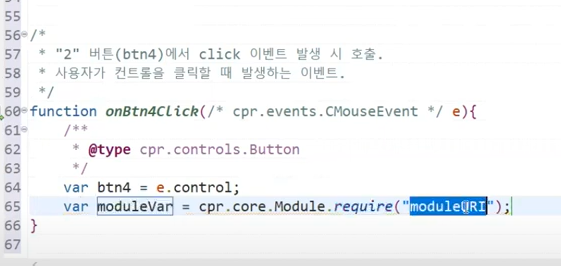 54
55
56 /*
57  * "2" 버튼(btn4)에서 click 이벤트 발생 시 호출.
58  * 사용자가 컨트롤을 클릭할 때 발생하는 이벤트.
59  */
60 function onBtn4Click(/* cpr.events.CMouseEvent */ e){
61     /**
62      * @type cpr.controls.Button
63      */
64     var btn4 = e.control;
65     var moduleVar = cpr.core.Module.require("moduleURI");
66 }
67